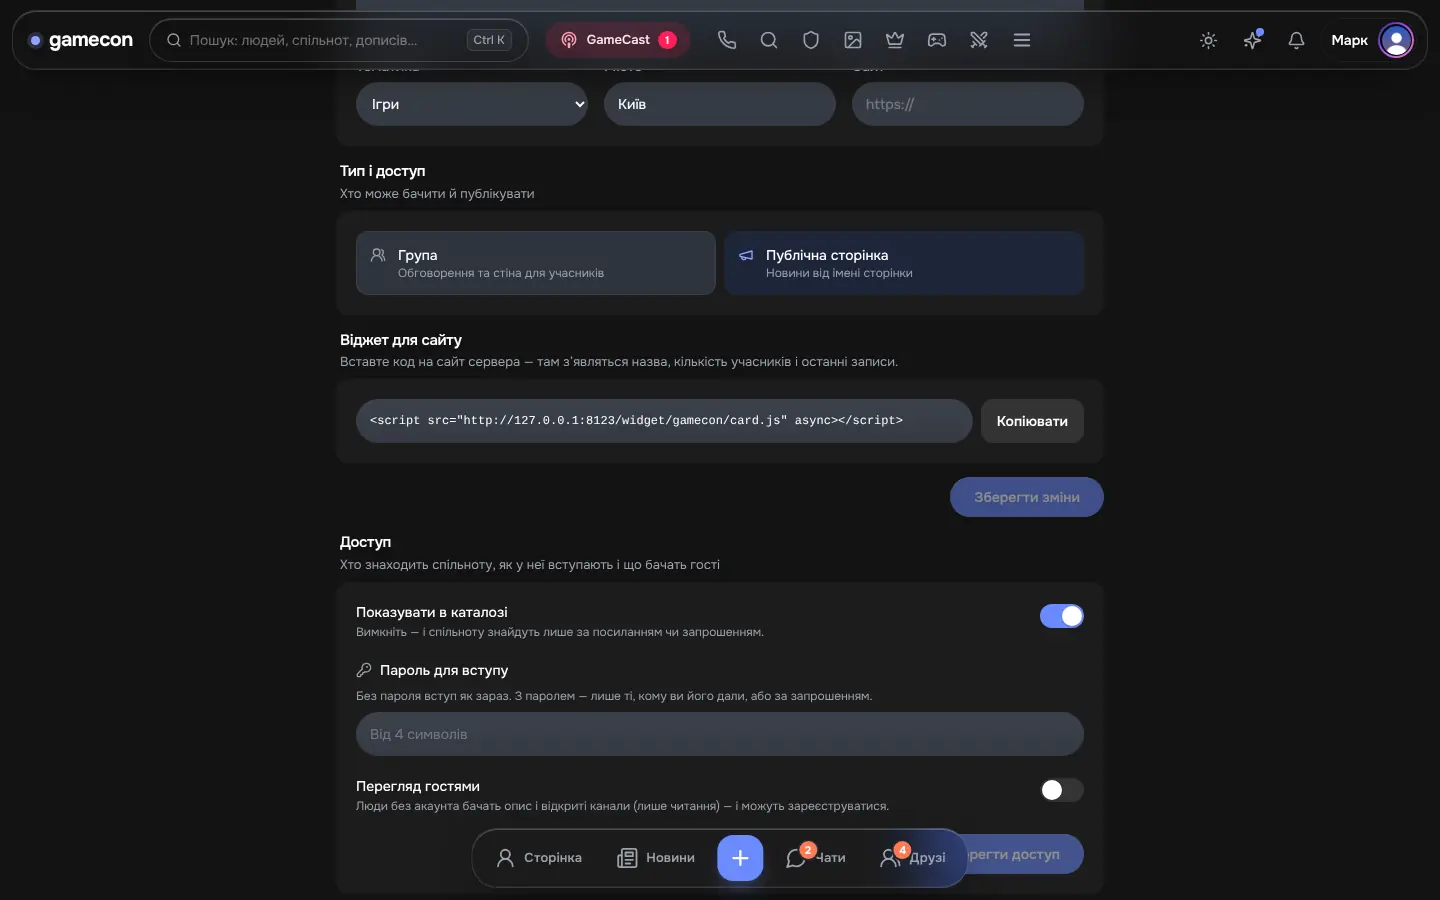 gamecon
Пошук: людей, спільнот, дописів...
Ctrl K
GameCast 1
Марк
Ігри
Київ
https://
Тип і доступ
Хто може бачити й публікувати
Група
Обговорення та стіна для учасників
Публічна сторінка
Новини від імені сторінки
Віджет для сайту
Вставте код на сайт сервера — там з’являться назва, кількість учасників і останні записи.
<script src="http://127.0.0.1:8123/widget/gamecon/card.js" async></script>
Копіювати
Зберегти зміни
Доступ
Хто знаходить спільноту, як у неї вступають і що бачать гості
Показувати в каталозі
Вимкніть — і спільноту знайдуть лише за посиланням чи запрошенням.
Пароль для вступу
Без пароля вступ як зараз. З паролем — лише ті, кому ви його дали, або за запрошенням.
Від 4 символів
Перегляд гостями
Люди без акаунта бачать опис і відкриті канали (лише читання) — і можуть зареєструватися.
Сторінка
Новини
2
Чати
4
Друзі
доступ